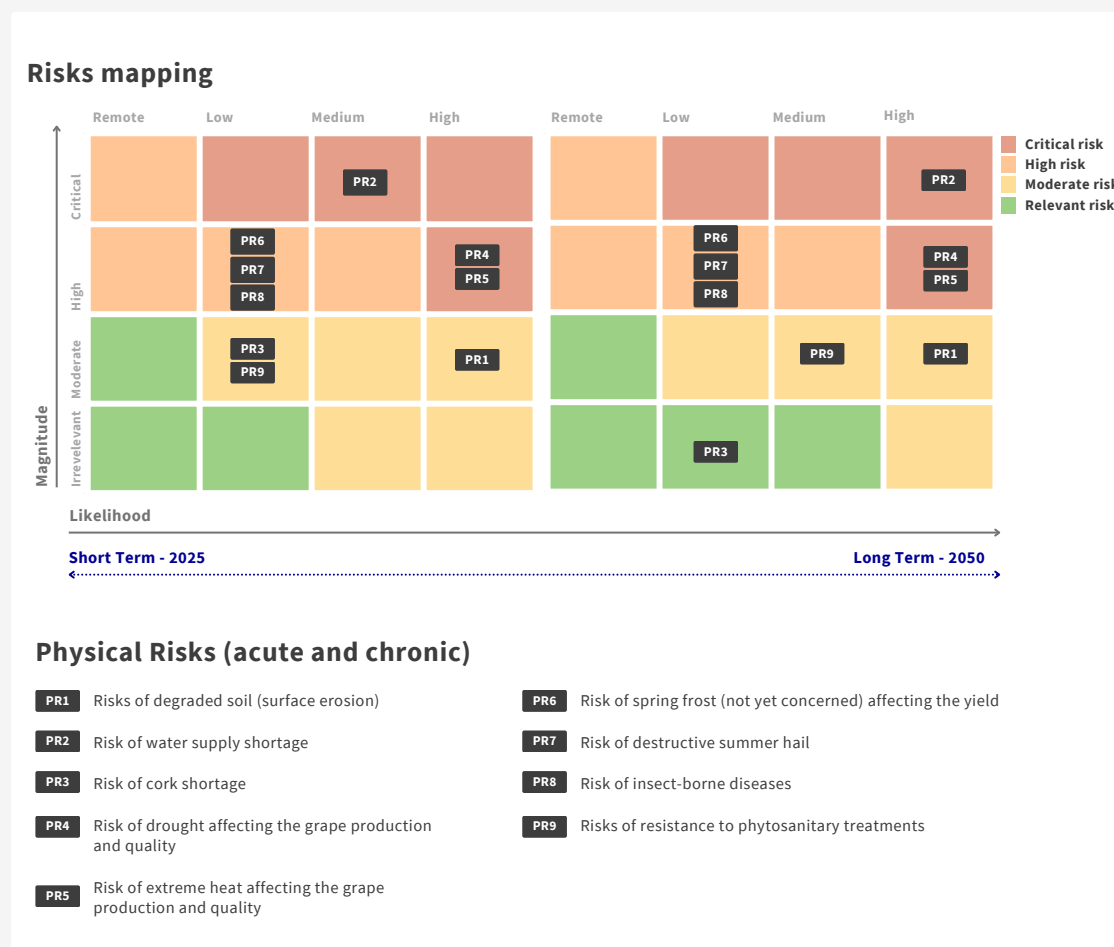 Risks mapping
Remote Low Medium High Remote Low Medium High
Critical risk
High risk
Moderate risk
Relevant risk
Critical
PR2
PR2
High
PR6
PR7
PR8
PR4
PR5
PR6
PR7
PR8
PR4
PR5
Moderate
PR3
PR9
PR1
PR9
PR1
Irrevelevant
PR3
Magnitude
Likelihood
Short Term - 2025
Long Term - 2050
Physical Risks (acute and chronic)
PR1 Risks of degraded soil (surface erosion)
PR2 Risk of water supply shortage
PR3 Risk of cork shortage
PR4 Risk of drought affecting the grape production
and quality
PR5 Risk of extreme heat affecting the grape
production and quality
PR6 Risk of spring frost (not yet concerned) affecting the yield
PR7 Risk of destructive summer hail
PR8 Risk of insect-borne diseases
PR9 Risks of resistance to phytosanitary treatments